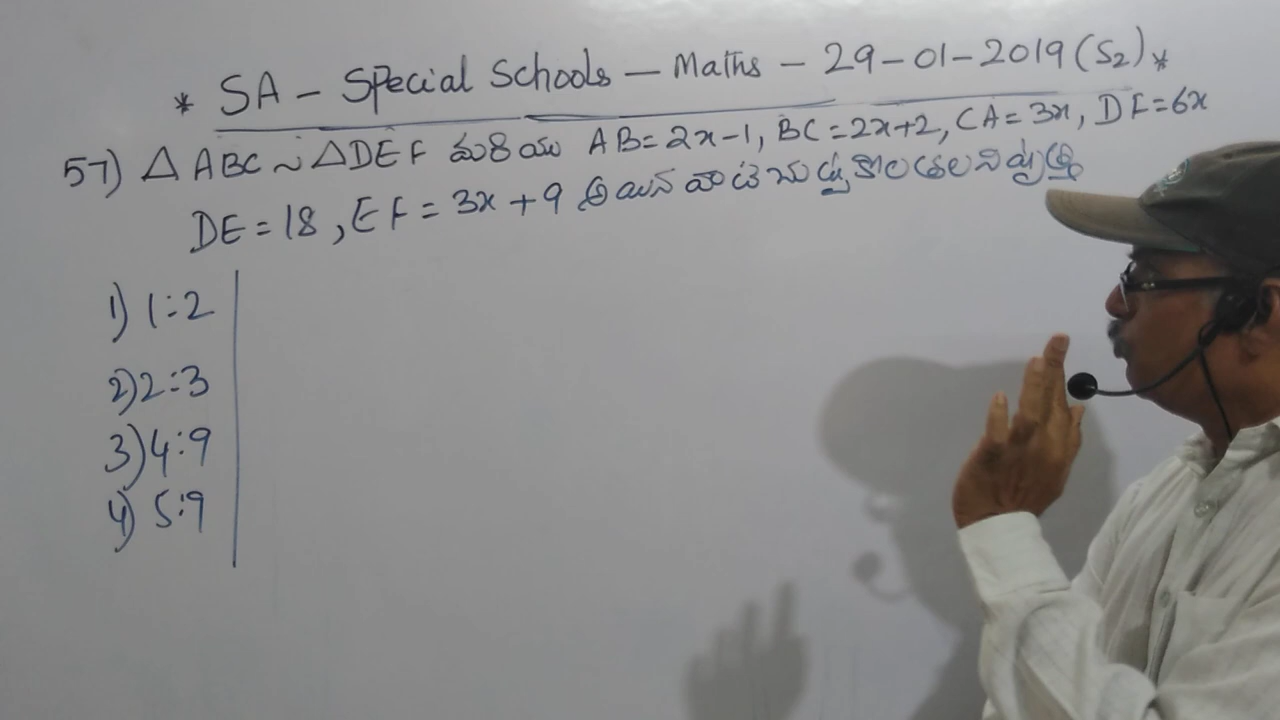 * SA - Special Schools - Maths - 29-01-2019 (S2) *
57) △ ABC ~ △DEF మరియు AB = 2x-1, BC = 2x+2, CA = 3x, DF = 6x
DE = 18, EF = 3x + 9 అయిన వాటి చుట్టుకొలతల నిష్పత్తి
1) 1:2
2) 2:3
3) 4:9
4) 5:9